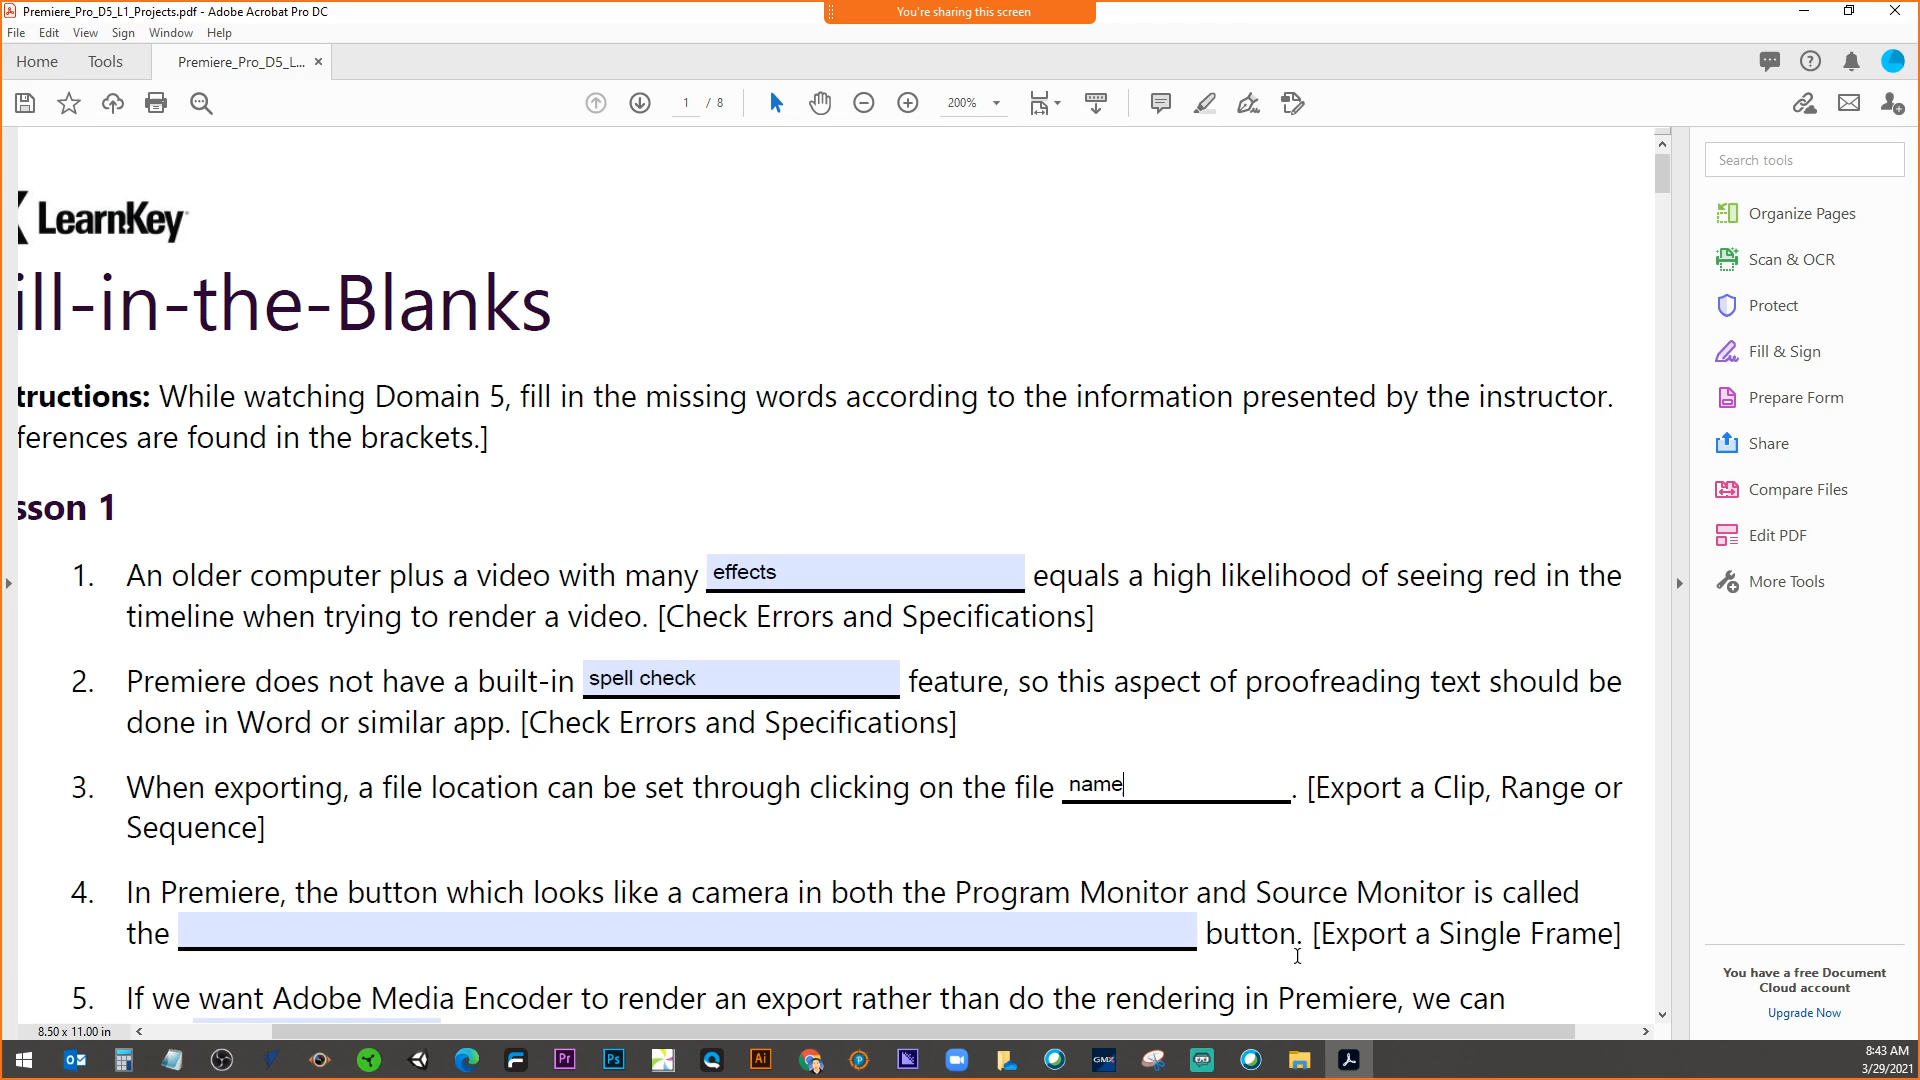 Premiere_Pro_D5_L1_Projects.pdf - Adobe Acrobat Pro DC
You're sharing this screen
File Edit View Sign Window Help
Home Tools Premiere_Pro_D5_L... ×
1 / 8 200%
Search tools
LearnKey
ill-in-the-Blanks
tructions: While watching Domain 5, fill in the missing words according to the information presented by the instructor.
ferences are found in the brackets.]
sson 1
1. An older computer plus a video with many effects equals a high likelihood of seeing red in the
timeline when trying to render a video. [Check Errors and Specifications]
2. Premiere does not have a built-in spell check feature, so this aspect of proofreading text should be
done in Word or similar app. [Check Errors and Specifications]
3. When exporting, a file location can be set through clicking on the file name. [Export a Clip, Range or
Sequence]
4. In Premiere, the button which looks like a camera in both the Program Monitor and Source Monitor is called
the button. [Export a Single Frame]
5. If we want Adobe Media Encoder to render an export rather than do the rendering in Premiere, we can
8.50 x 11.00 in
Organize Pages
Scan & OCR
Protect
Fill & Sign
Prepare Form
Share
Compare Files
Edit PDF
More Tools
You have a free Document
Cloud account
Upgrade Now
Pr Ps Ai GMX
8:43 AM
3/29/2021